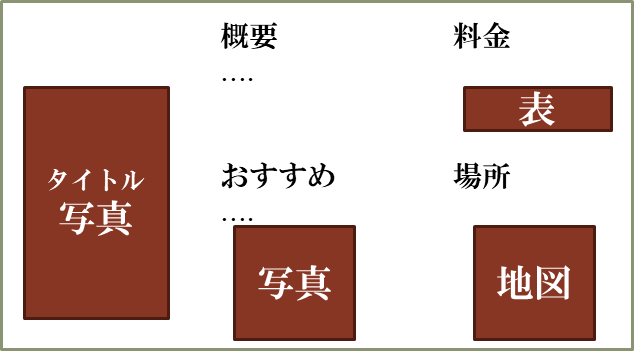 タイトル
写真
概要
....
おすすめ
....
写真
料金
表
場所
地図